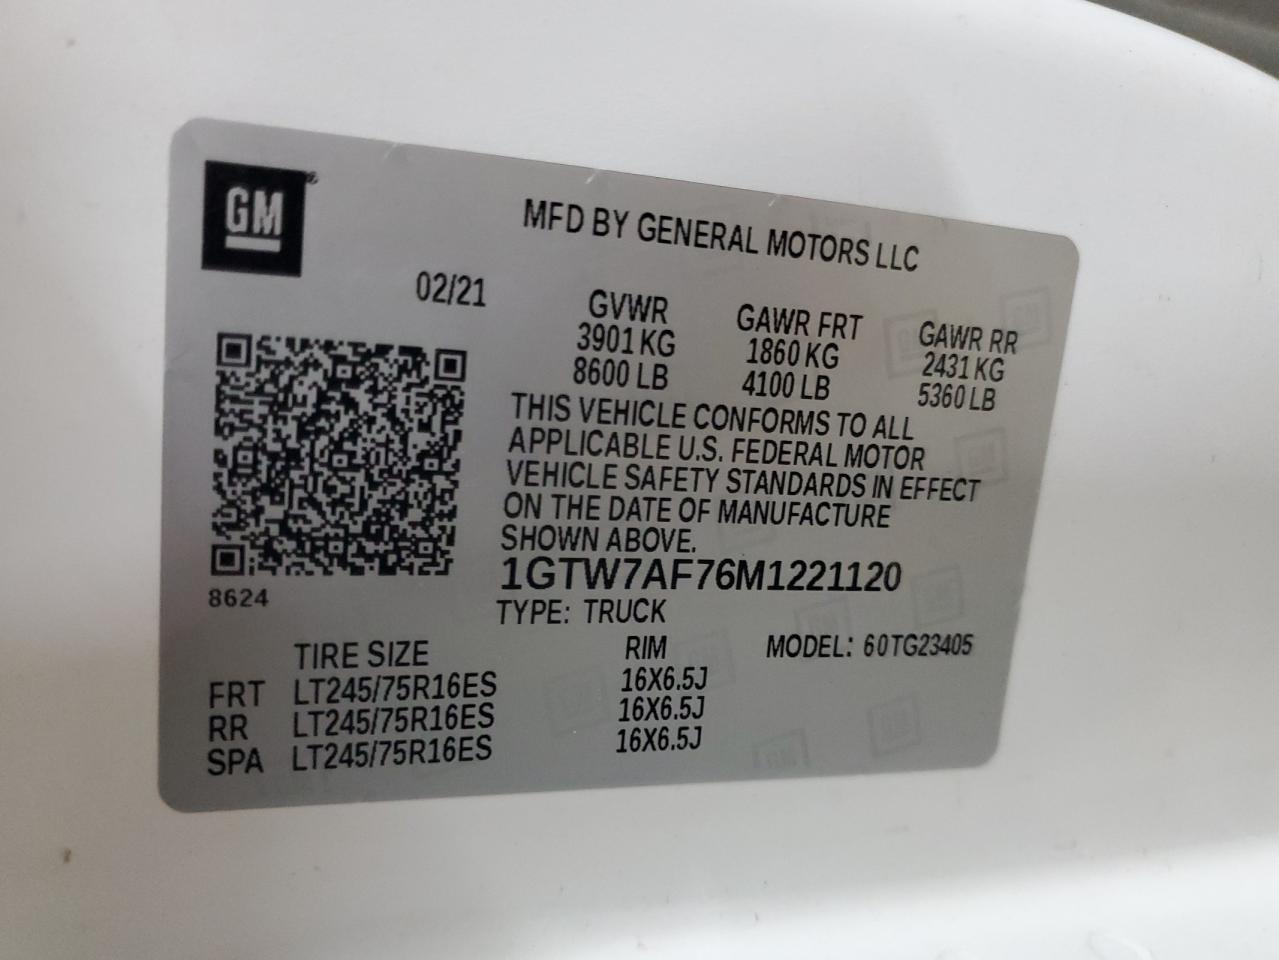 GM®
MFD BY GENERAL MOTORS LLC
02/21
GVWR GAWR FRT GAWR RR
3901 KG 1860 KG 2431 KG
8600 LB 4100 LB 5360 LB
THIS VEHICLE CONFORMS TO ALL
APPLICABLE U.S. FEDERAL MOTOR
VEHICLE SAFETY STANDARDS IN EFFECT
ON THE DATE OF MANUFACTURE
SHOWN ABOVE.
1GTW7AF76M1221120
8624
TYPE: TRUCK
TIRE SIZE RIM MODEL: 60TG23405
FRT LT245/75R16ES 16X6.5J
RR LT245/75R16ES 16X6.5J
SPA LT245/75R16ES 16X6.5J